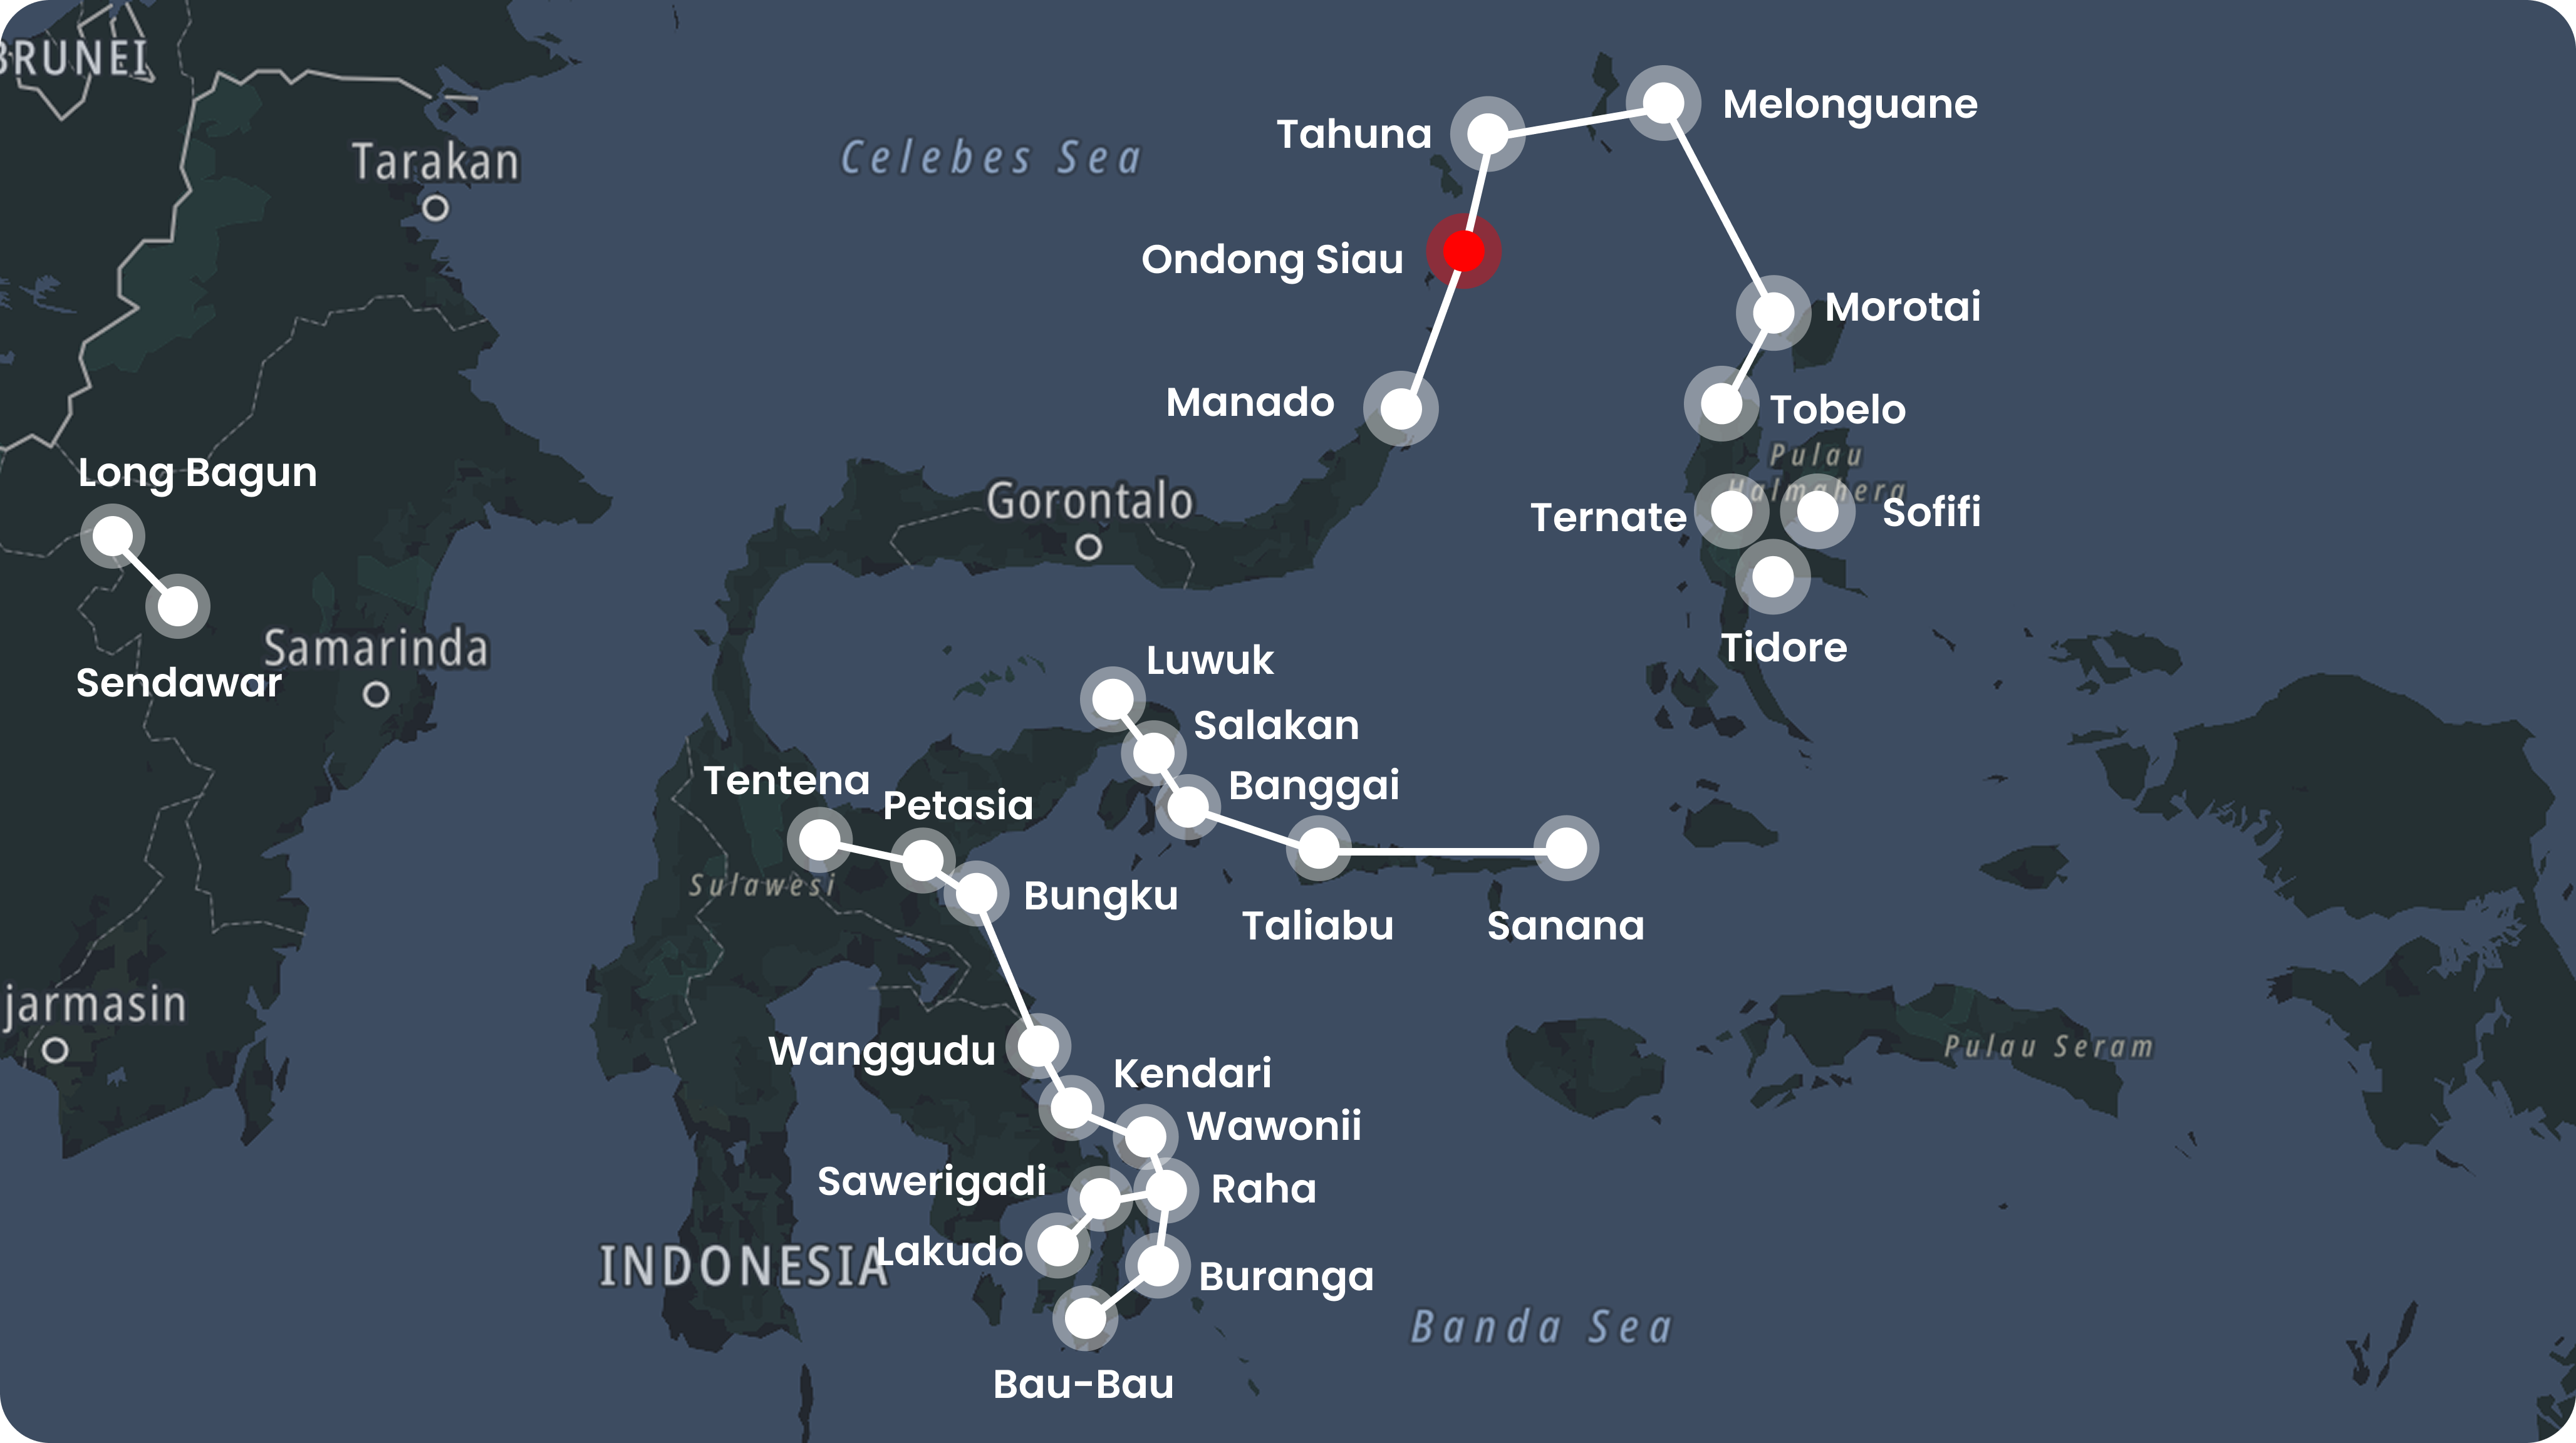 BRUNEI
Melonguane
Tahuna
Celebes Sea
Tarakan
Ondong Siau
Morotai
Manado
Tobelo
Pulau
Halmahera
Long Bagun
Gorontalo
Ternate
Sofifi
Samarinda
Tidore
Luwuk
Sendawar
Salakan
Tentena
Banggai
Petasia
Sulawesi
Bungku
Taliabu
Sanana
jarmasin
Wanggudu
Pulau Seram
Kendari
Wawonii
Sawerigadi
Raha
INDONESIA
Lakudo
Buranga
Banda Sea
Bau-Bau